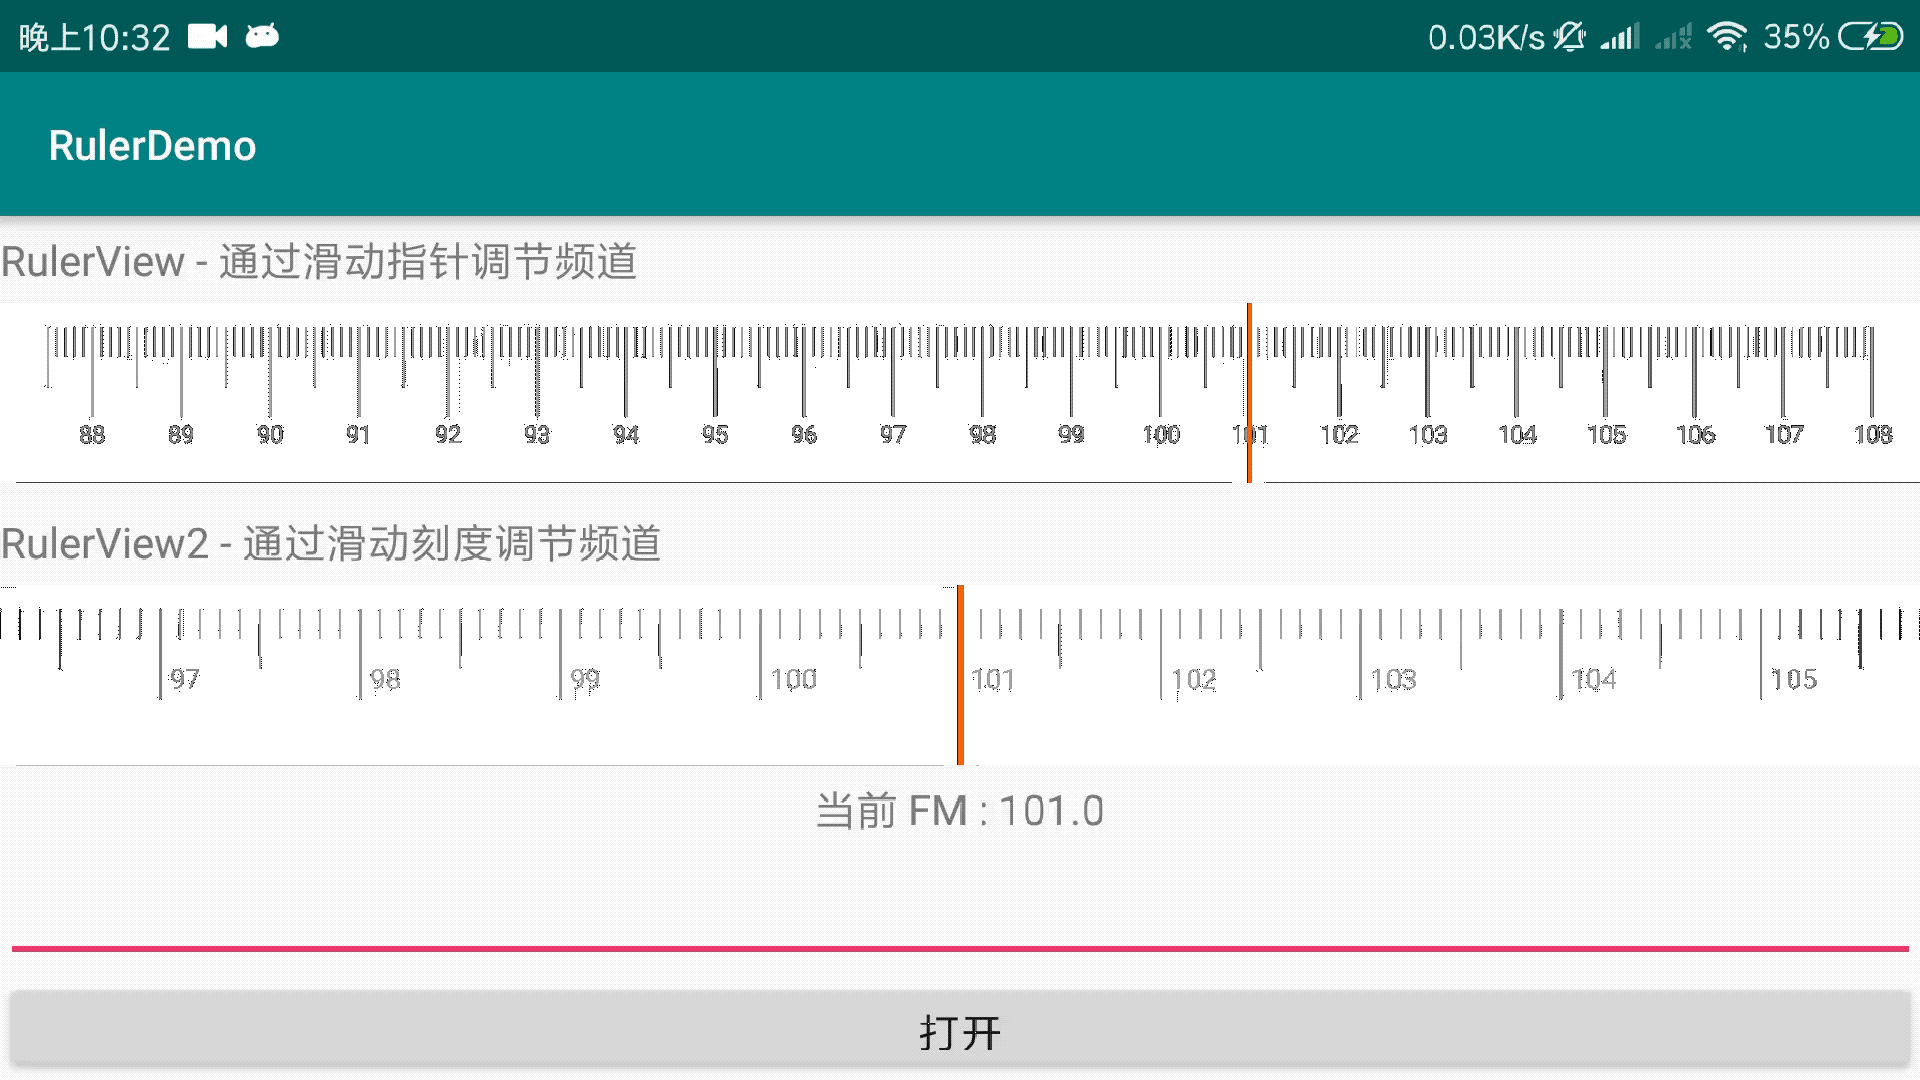 晚上10:32 0.03K/s 35%
RulerDemo
RulerView - 通过滑动指针调节频道
88 89 90 91 92 93 94 95 96 97 98 99 100 101 102 103 104 105 106 107 108
RulerView2 - 通过滑动刻度调节频道
97 98 99 100 101 102 103 104 105
当前 FM : 101.0
打开